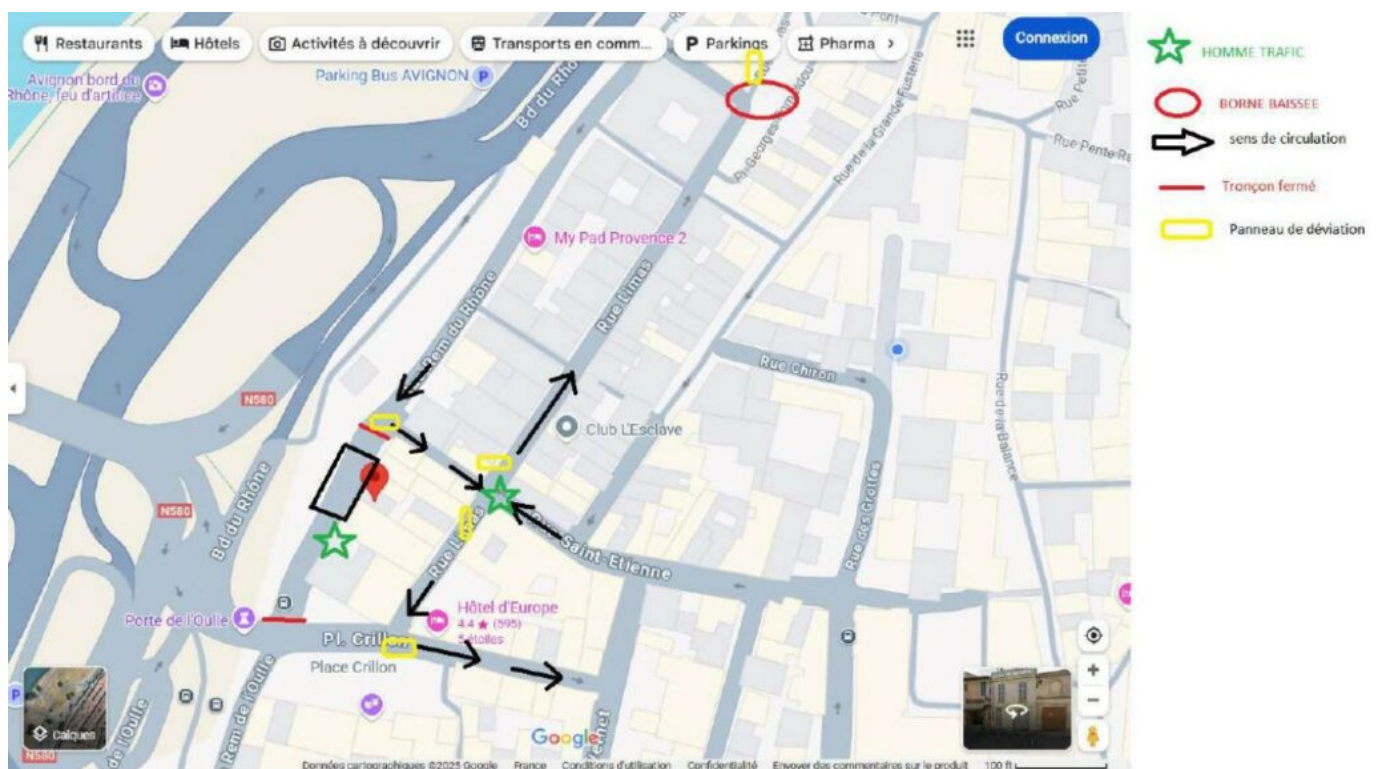 Restaurants
Hôtels
Activités à découvrir
Transports en comm...
Parkings
Pharma
Connexion
HOMME TRAFIC
BORNE BAISSEE
sens de circulation
Tronçon fermé
Panneau de déviation
Avignon bord du
Rhône, feu d'artifice
Parking Bus AVIGNON
P
Bd du Rhône
Rue de la Grande Fusterie
Rue Petite
Rue Pente Ra
My Pad Provence 2
Rem du Rhône
Rue Limas
Rue Chiron
Rue de la Balance
N580
Club L'Esclave
N580
Bd du Rhône
Rue des Grottes
Saint-Etienne
Hôtel d'Europe
4.4 ★ (595)
5 étoiles
Porte de l'Oulle
Pl. Crillon
Place Crillon
Rem de l'Oulle
de l'Oulle
Calques
N580
Google
Données cartographiques ©2025 Google
France
Conditions d'utilisation
Confidentialité
Envoyer des commentaires sur le produit
100 ft